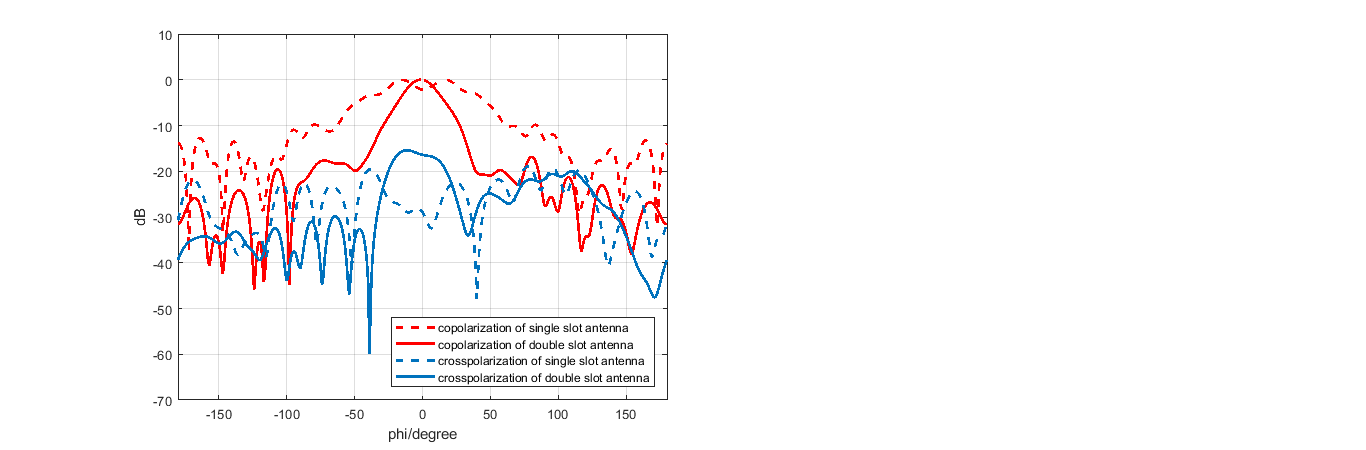 10
0
-10
-20
-30
-40
-50
-60
-70
dB
copolarization of single slot antenna
copolarization of double slot antenna
crosspolarization of single slot antenna
crosspolarization of double slot antenna
-150 -100 -50 0 50 100 150
phi/degree